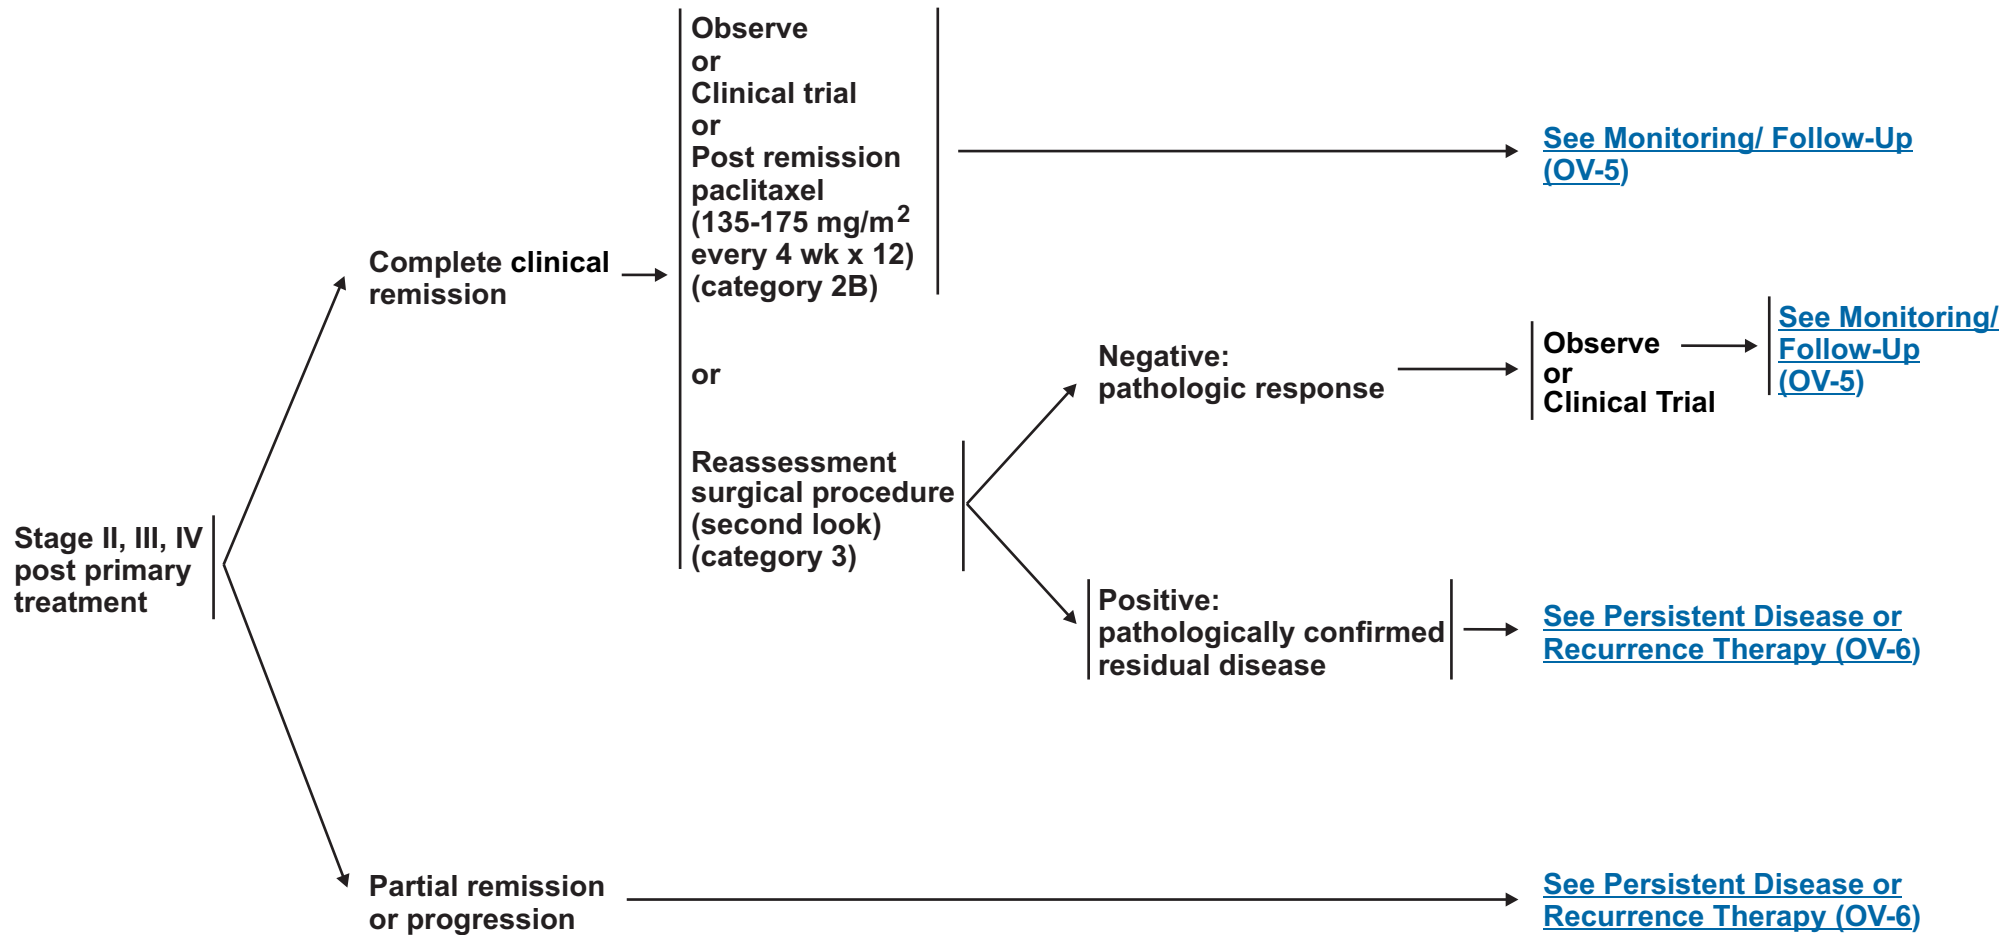 Stage II, III, IV
post primary
treatment
Complete clinical
remission
Observe
or
Clinical trial
or
Post remission
paclitaxel
(135-175 mg/m2
every 4 wk x 12)
(category 2B)
See Monitoring/ Follow-Up
(OV-5)
or
Reassessment
surgical procedure
(second look)
(category 3)
Negative:
pathologic response
Observe
or
Clinical Trial
See Monitoring/
Follow-Up
(OV-5)
Positive:
pathologically confirmed
residual disease
See Persistent Disease or
Recurrence Therapy (OV-6)
Partial remission
or progression
See Persistent Disease or
Recurrence Therapy (OV-6)